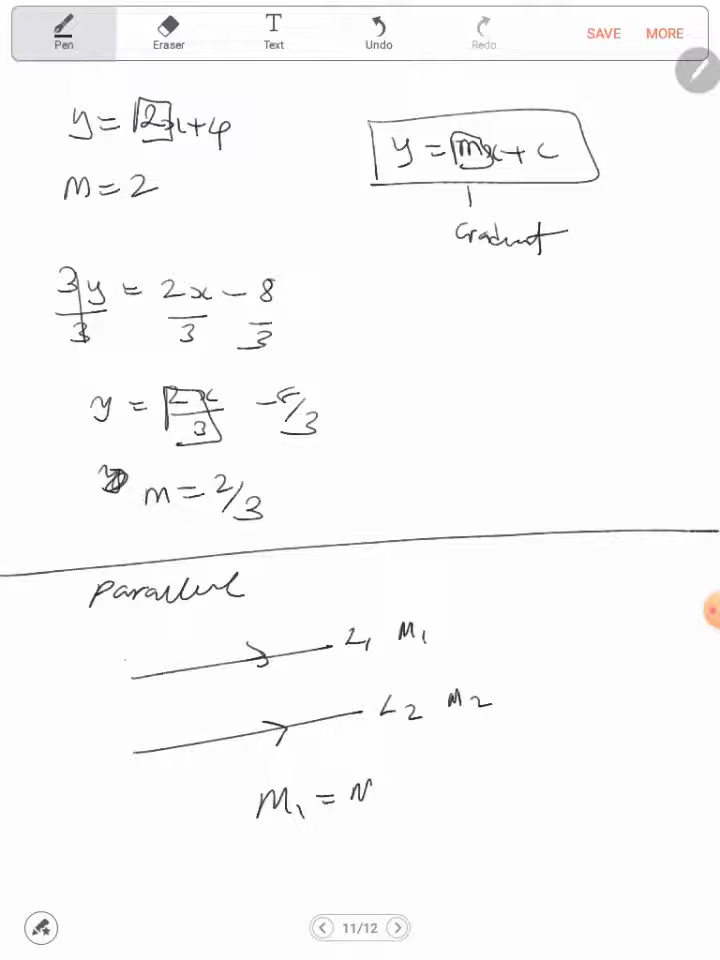 Pen Eraser Text Undo Redo SAVE MORE
y = 2x+4
m = 2
y = mx + c
Gradient
3y/3 = 2x/3 - 8/3
y = 2x/3 - 8/3
m = 2/3
Parallel
L1 M1
L2 M2
M1 = M
11/12